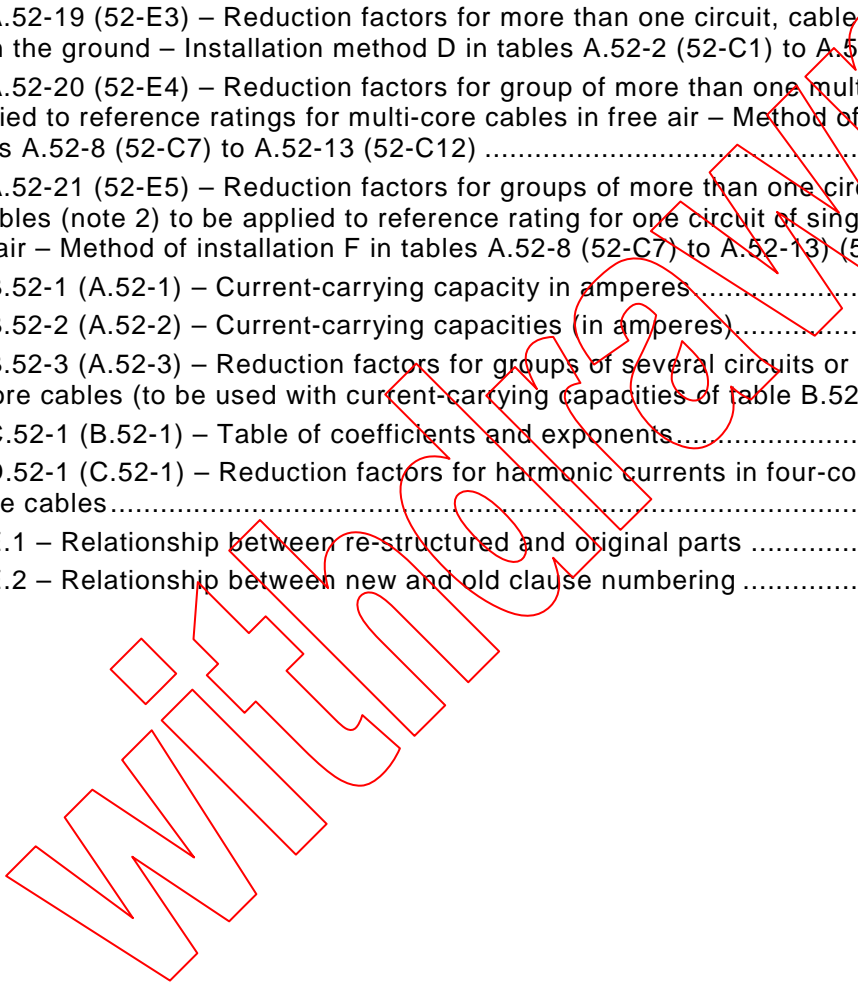 A.52-19 (52-E3) – Reduction factors for more than one circuit, cable
n the ground – Installation method D in tables A.52-2 (52-C1) to A.5
A.52-20 (52-E4) – Reduction factors for group of more than one mult
ied to reference ratings for multi-core cables in free air – Method of
s A.52-8 (52-C7) to A.52-13 (52-C12) ........................................
A.52-21 (52-E5) – Reduction factors for groups of more than one cir
bles (note 2) to be applied to reference rating for one circuit of sing
air – Method of installation F in tables A.52-8 (52-C7) to A.52-13) (5
B.52-1 (A.52-1) – Current-carrying capacity in amperes..................
B.52-2 (A.52-2) – Current-carrying capacities (in amperes)..............
B.52-3 (A.52-3) – Reduction factors for groups of several circuits or
ore cables (to be used with current-carrying capacities of table B.52
C.52-1 (B.52-1) – Table of coefficients and exponents....................
D.52-1 (C.52-1) – Reduction factors for harmonic currents in four-co
e cables..................................................................................
E.1 – Relationship between re-structured and original parts ............
E.2 – Relationship between new and old clause numbering .............
withdrawn